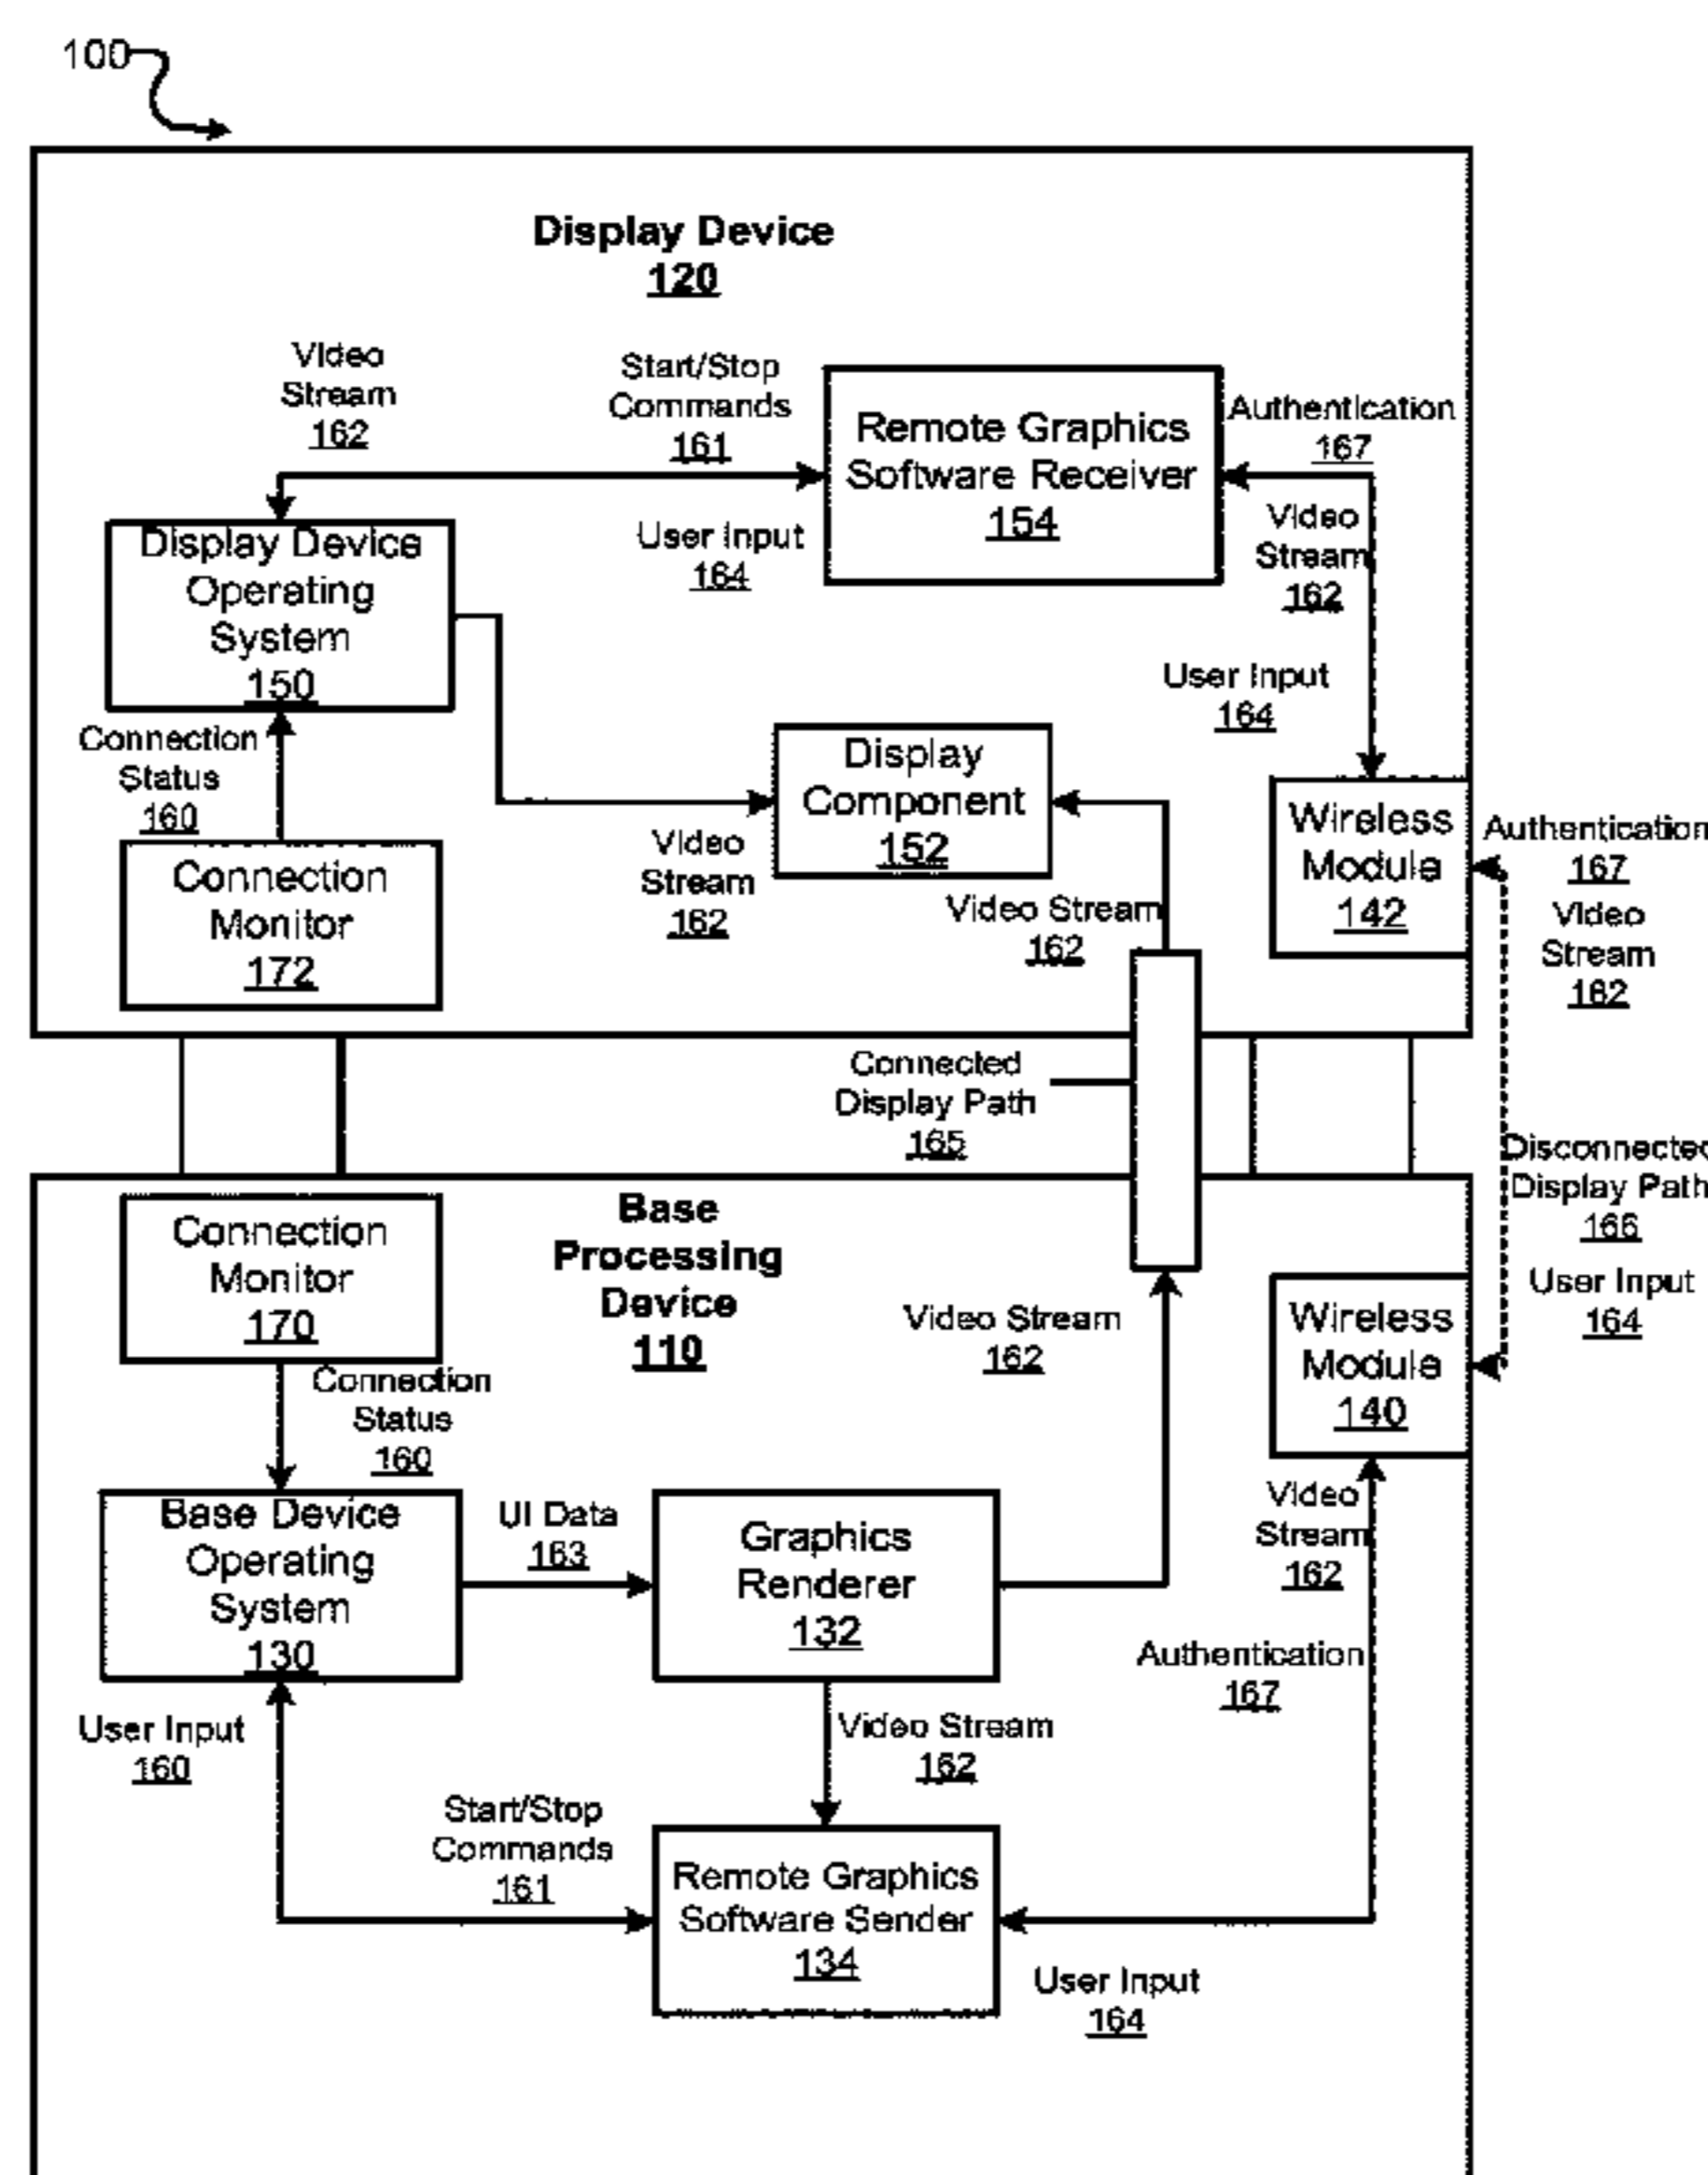 100
Display Device
120
Video
Stream
162
Start/Stop
Commands
161
Remote Graphics
Software Receiver
154
Authentication
167
User Input
164
Video
Stream
162
Display Device
Operating
System
150
User Input
164
Connection
Status
160
Display
Component
152
Wireless
Module
142
Authentication
167
Video
Stream
162
Connection
Monitor
172
Video
Stream
162
Video Stream
162
Connected
Display Path
165
Disconnected
Display Path
166
User Input
164
Base
Processing
Device
110
Connection
Monitor
170
Connection
Status
160
Video Stream
162
Wireless
Module
140
Base Device
Operating
System
130
UI Data
163
Graphics
Renderer
132
Video
Stream
162
Authentication
167
User Input
160
Video Stream
162
Start/Stop
Commands
161
Remote Graphics
Software Sender
134
User Input
164